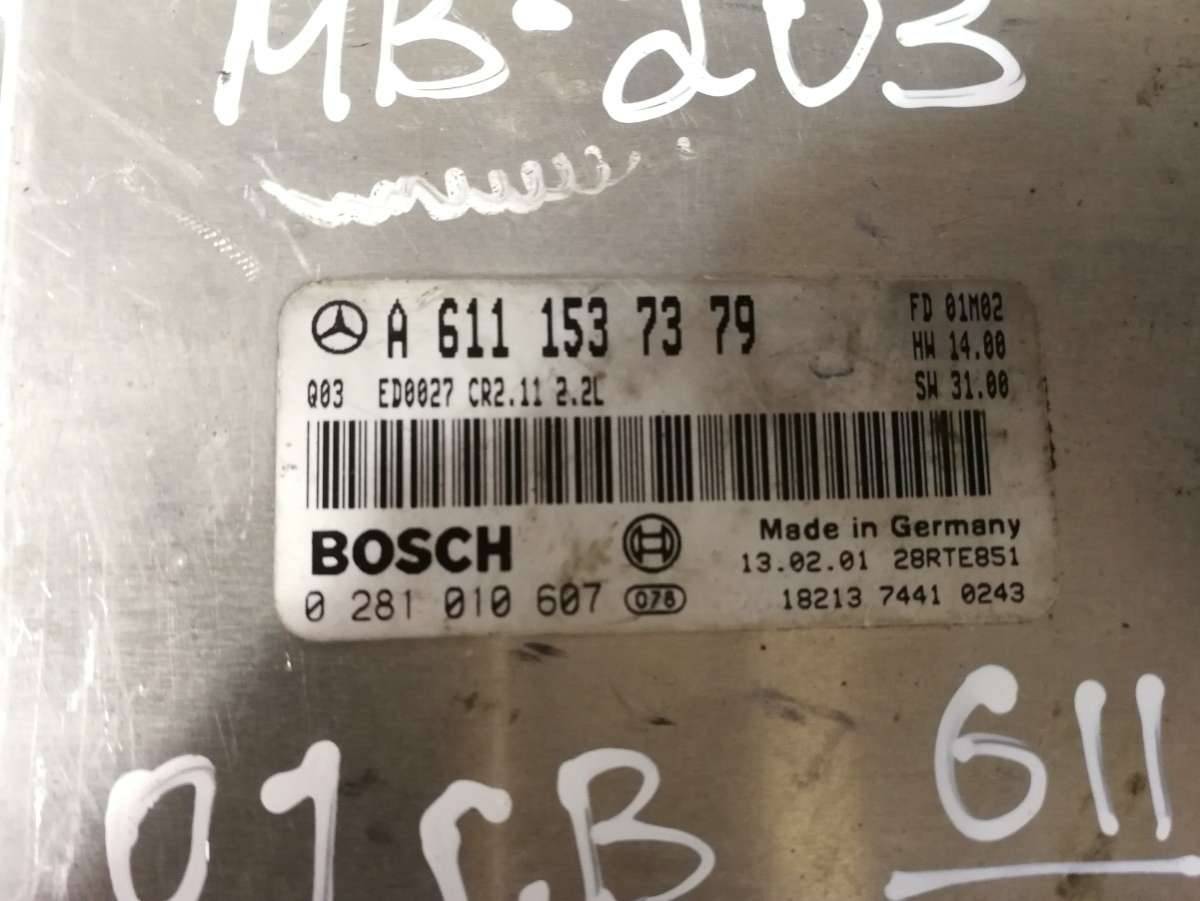 MB-203
A 611 153 73 79
FD 01M02
HW 14.00
Q03 ED0027 CR2.11 2.2L
SW 31.00
BOSCH
Made in Germany
13.02.01 28RTE851
0 281 010 607 078
18213 7441 0243
611
01 г.в